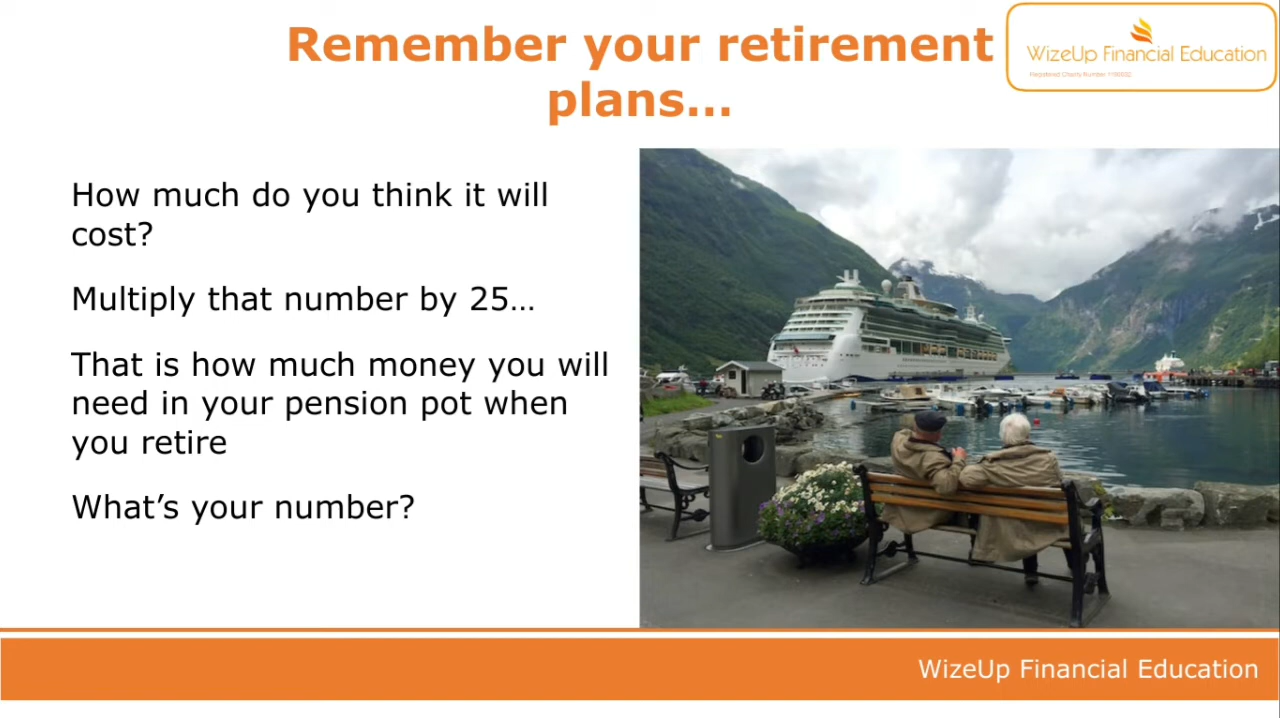 Remember your retirement
plans...
WizeUp Financial Education
How much do you think it will
cost?
Multiply that number by 25...
That is how much money you will
need in your pension pot when
you retire
What's your number?
WizeUp Financial Education